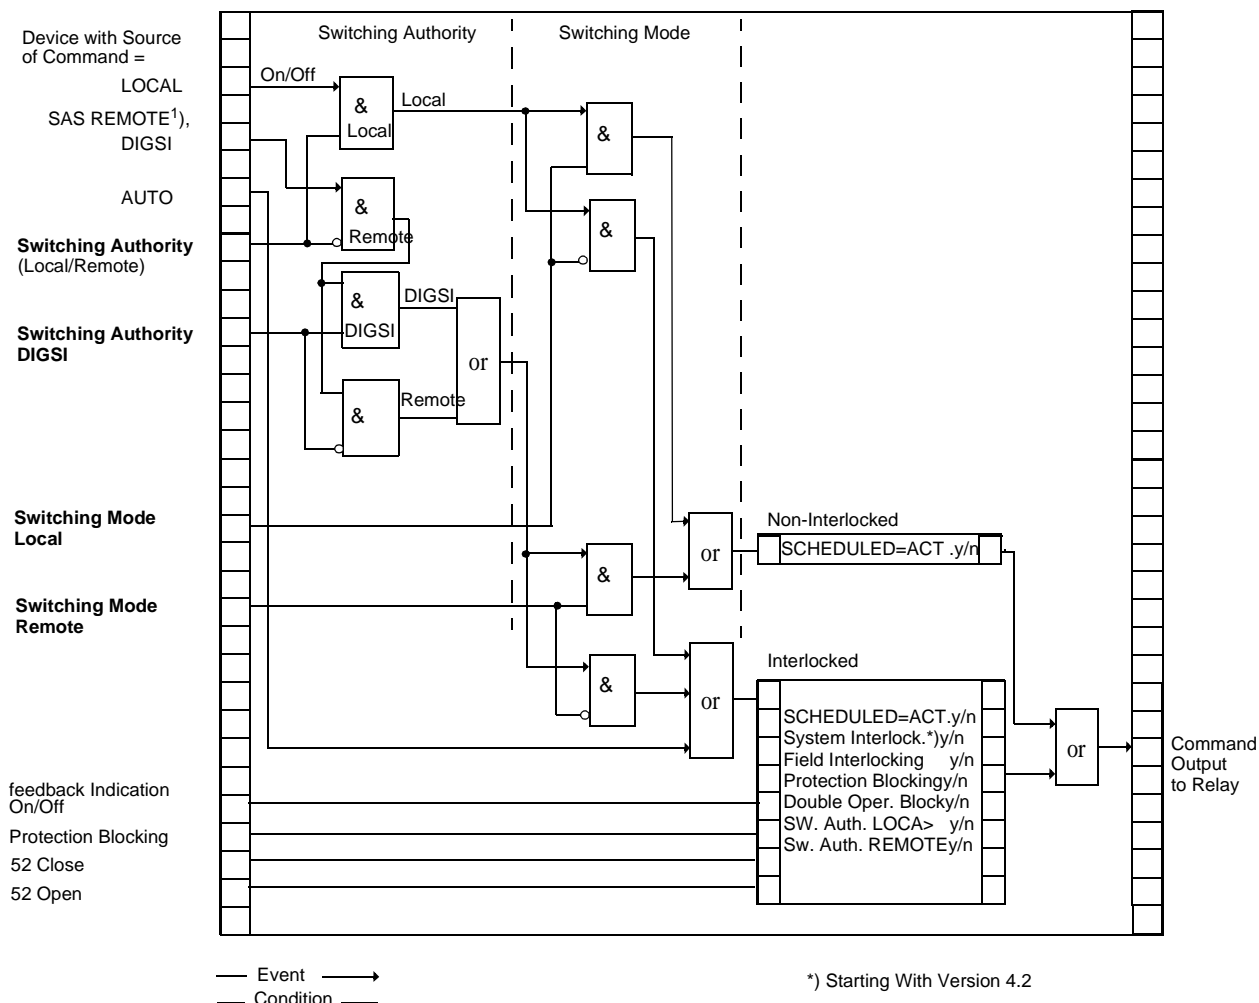 Device with Source
of Command =
LOCAL
SAS REMOTE1),
DIGSI
AUTO
Switching Authority
(Local/Remote)
Switching Authority
DIGSI
Switching Mode
Local
Switching Mode
Remote
feedback Indication
On/Off
Protection Blocking
52 Close
52 Open
Switching Authority
Switching Mode
On/Off
&
Local
Local
&
Remote
&
DIGSI
DIGSI
&
Remote
or
&
&
&
&
or
or
Non-Interlocked
SCHEDULED=ACT .y/n
Interlocked
SCHEDULED=ACT.y/n
System Interlock.*)y/n
Field Interlocking y/n
Protection Blockingy/n
Double Oper. Blocky/n
SW. Auth. LOCA> y/n
Sw. Auth. REMOTEy/n
or
Command
Output
to Relay
Event
Condition
*) Starting With Version 4.2